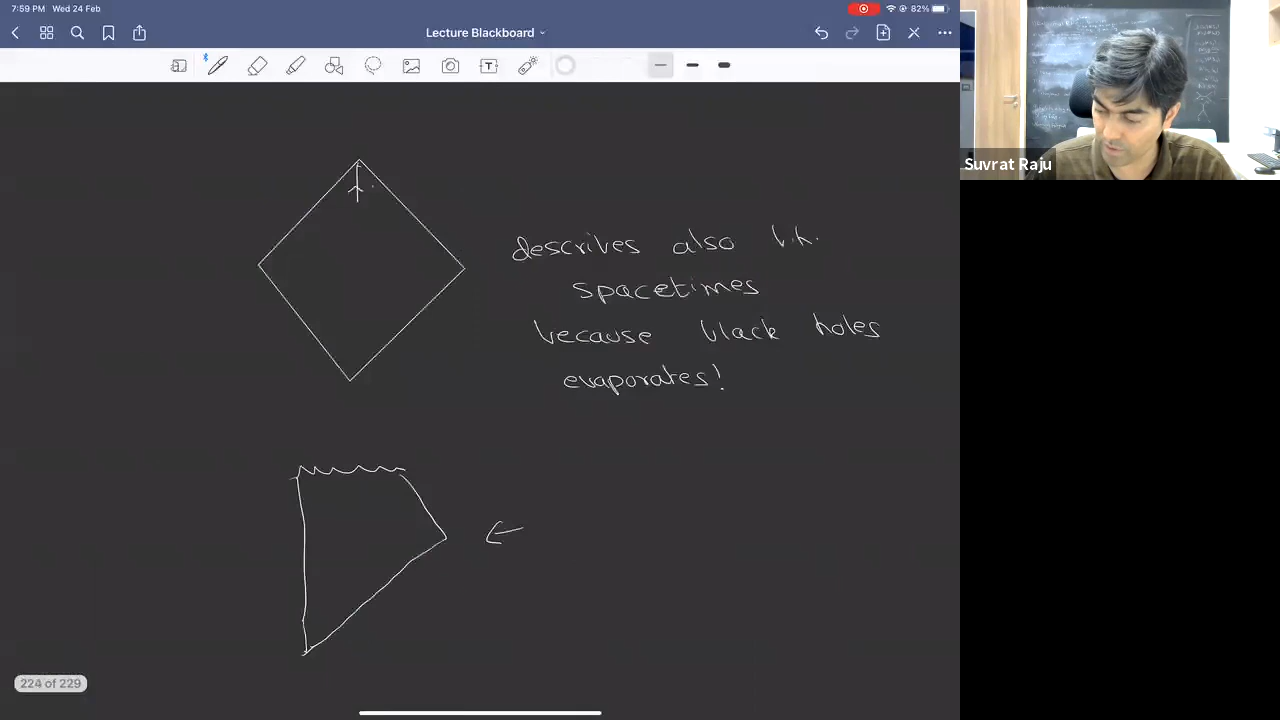 7:59 PM Wed 24 Feb
82%
Lecture Blackboard
T
Suvrat Raju
describes also b.h.
spacetimes
because black holes
evaporates!
224 of 229